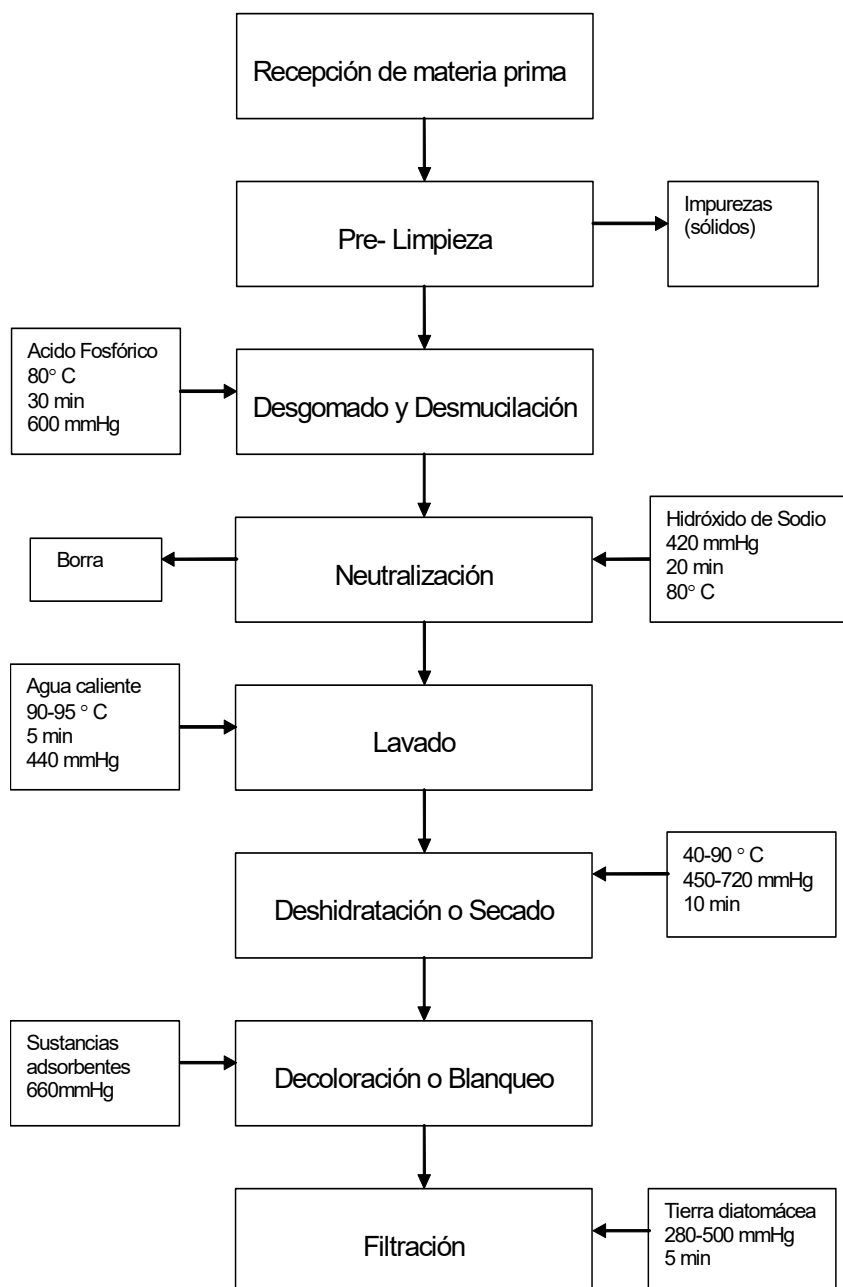 Recepción de materia prima
Pre- Limpieza
Impurezas
(sólidos)
Acido Fosfórico
80° C
30 min
600 mmHg
Desgomado y Desmucilación
Borra
Neutralización
Hidróxido de Sodio
420 mmHg
20 min
80° C
Agua caliente
90-95 ° C
5 min
440 mmHg
Lavado
Deshidratación o Secado
40-90 ° C
450-720 mmHg
10 min
Sustancias
adsorbentes
660mmHg
Decoloración o Blanqueo
Filtración
Tierra diatomácea
280-500 mmHg
5 min